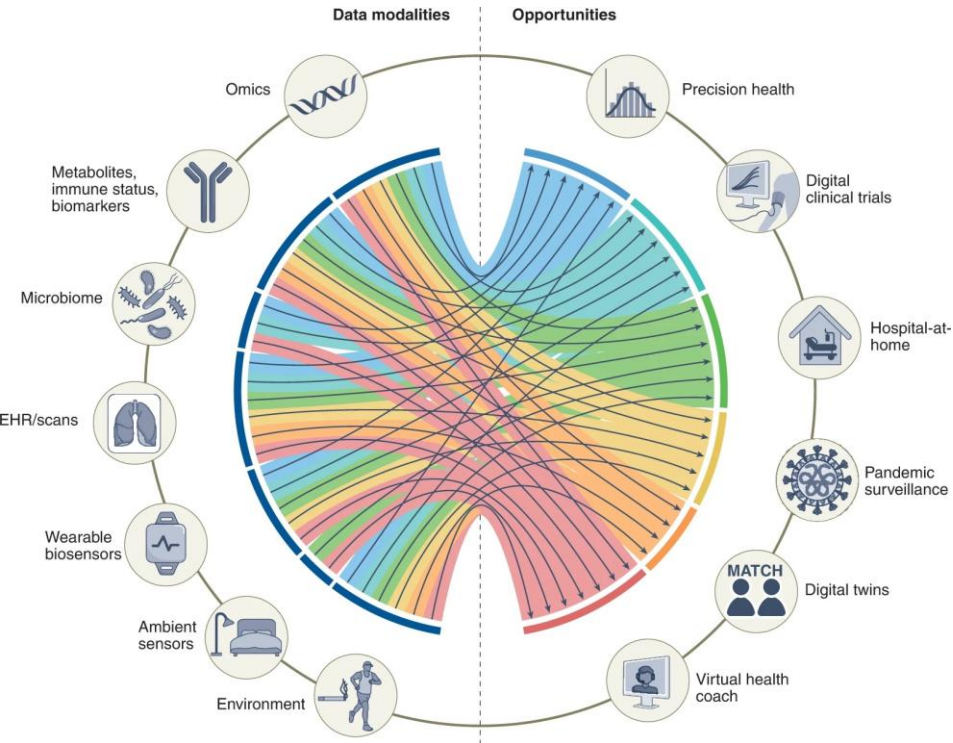 Data modalities
Opportunities
Omics
Metabolites,
immune status,
biomarkers
Microbiome
EHR/scans
Wearable
biosensors
Ambient
sensors
Environment
Precision health
Digital
clinical trials
Hospital-at-
home
Pandemic
surveillance
MATCH
Digital twins
Virtual health
coach